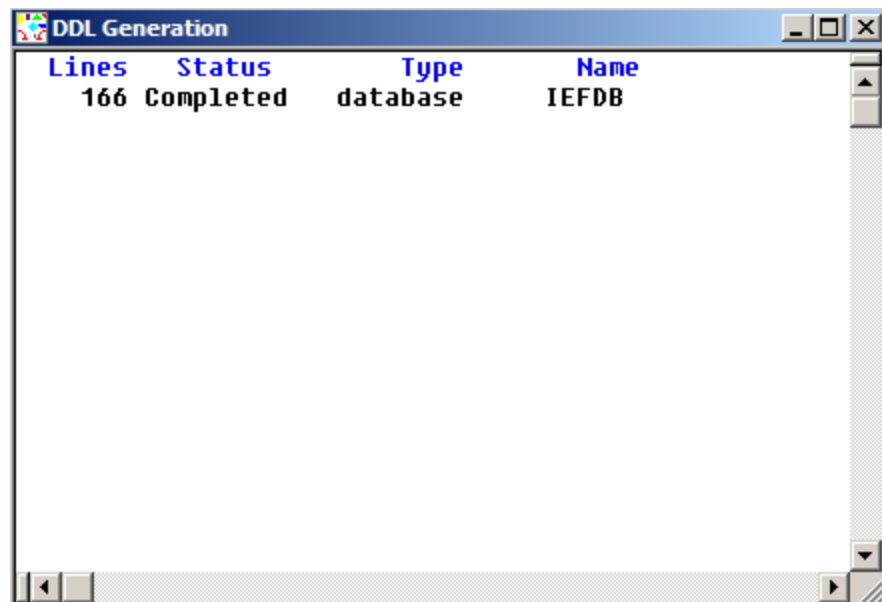 DDL Generation
Lines Status Type Name
166 Completed database IEFDB